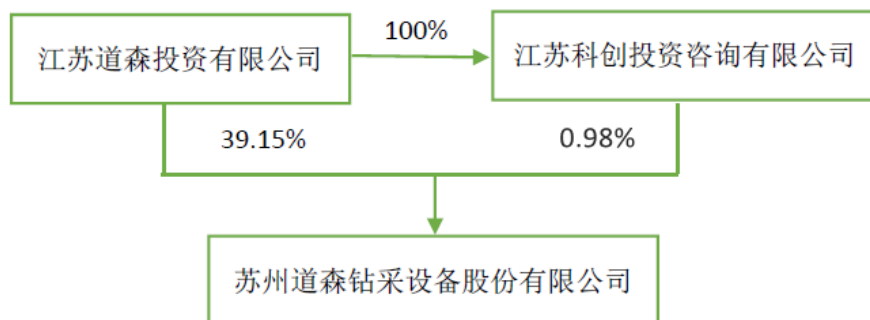 100%
江苏道森投资有限公司
江苏科创投资咨询有限公司
39.15%
0.98%
苏州道森钻采设备股份有限公司